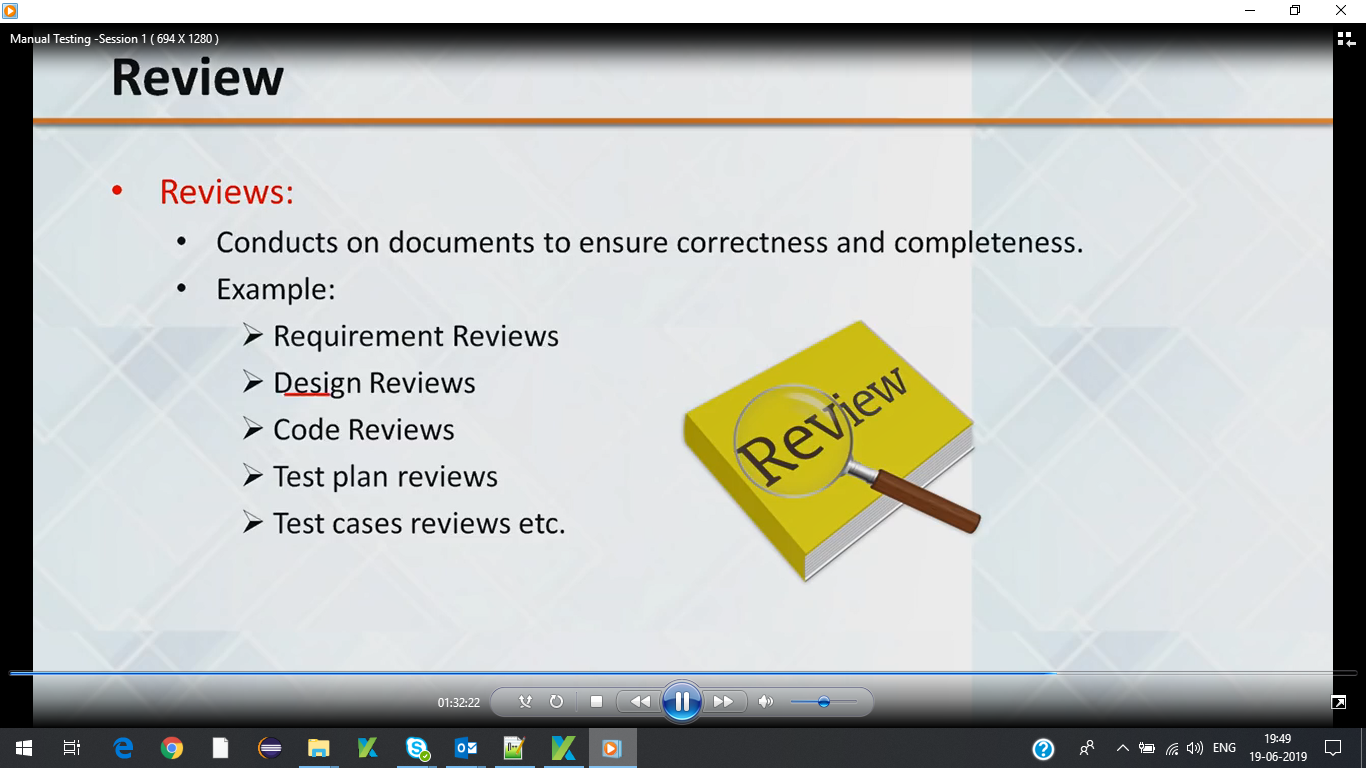 Manual Testing -Session 1 ( 694 X 1280 )
Review
• Reviews:
• Conducts on documents to ensure correctness and completeness.
• Example:
➢ Requirement Reviews
➢ Design Reviews
➢ Code Reviews
➢ Test plan reviews
➢ Test cases reviews etc.
Review
01:32:22
ENG
19:49
19-06-2019